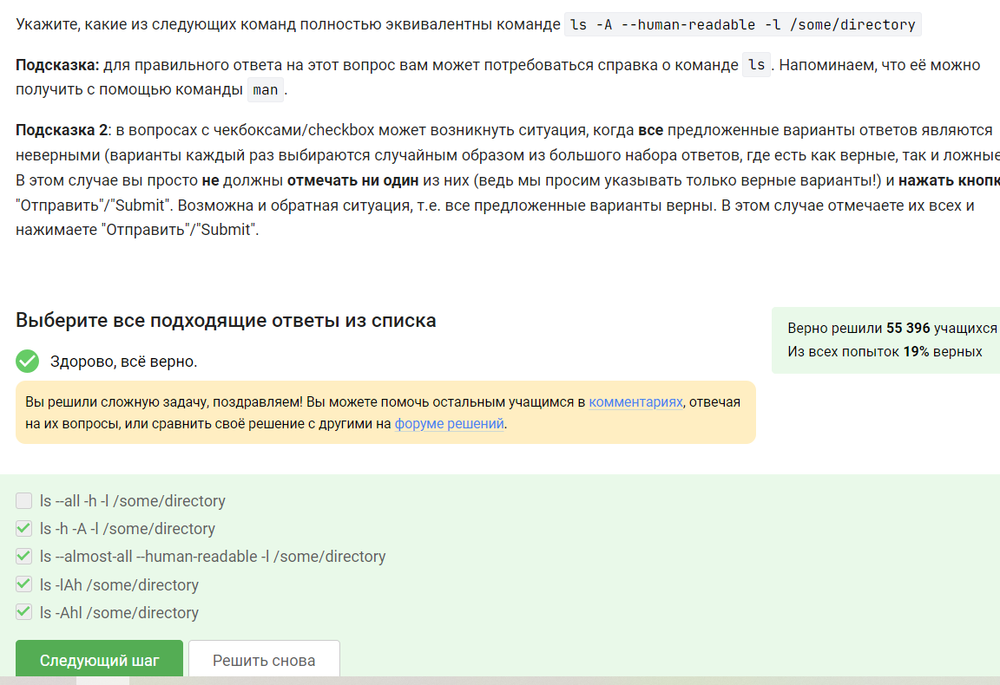 Укажите, какие из следующих команд полностью эквивалентны команде ls -A --human-readable -l /some/directory
Подсказка: для правильного ответа на этот вопрос вам может потребоваться справка о команде ls. Напоминаем, что её можно
получить с помощью команды man.
Подсказка 2: в вопросах с чекбоксами/checkbox может возникнуть ситуация, когда все предложенные варианты ответов являются
неверными (варианты каждый раз выбираются случайным образом из большого набора ответов, где есть как верные, так и ложные
В этом случае вы просто не должны отмечать ни один из них (ведь мы просим указывать только верные варианты!) и нажать кнопк
"Отправить"/"Submit". Возможна и обратная ситуация, т.е. все предложенные варианты верны. В этом случае отмечаете их всех и
нажимаете "Отправить"/"Submit".
Выберите все подходящие ответы из списка
Верно решили 55 396 учащихся
Из всех попыток 19% верных
Здорово, всё верно.
Вы решили сложную задачу, поздравляем! Вы можете помочь остальным учащимся в комментариях, отвечая
на их вопросы, или сравнить своё решение с другими на форуме решений.
ls --all -h -l /some/directory
ls -h -A -l /some/directory
ls --almost-all --human-readable -l /some/directory
ls -lAh /some/directory
ls -Ahl /some/directory
Следующий шаг
Решить снова